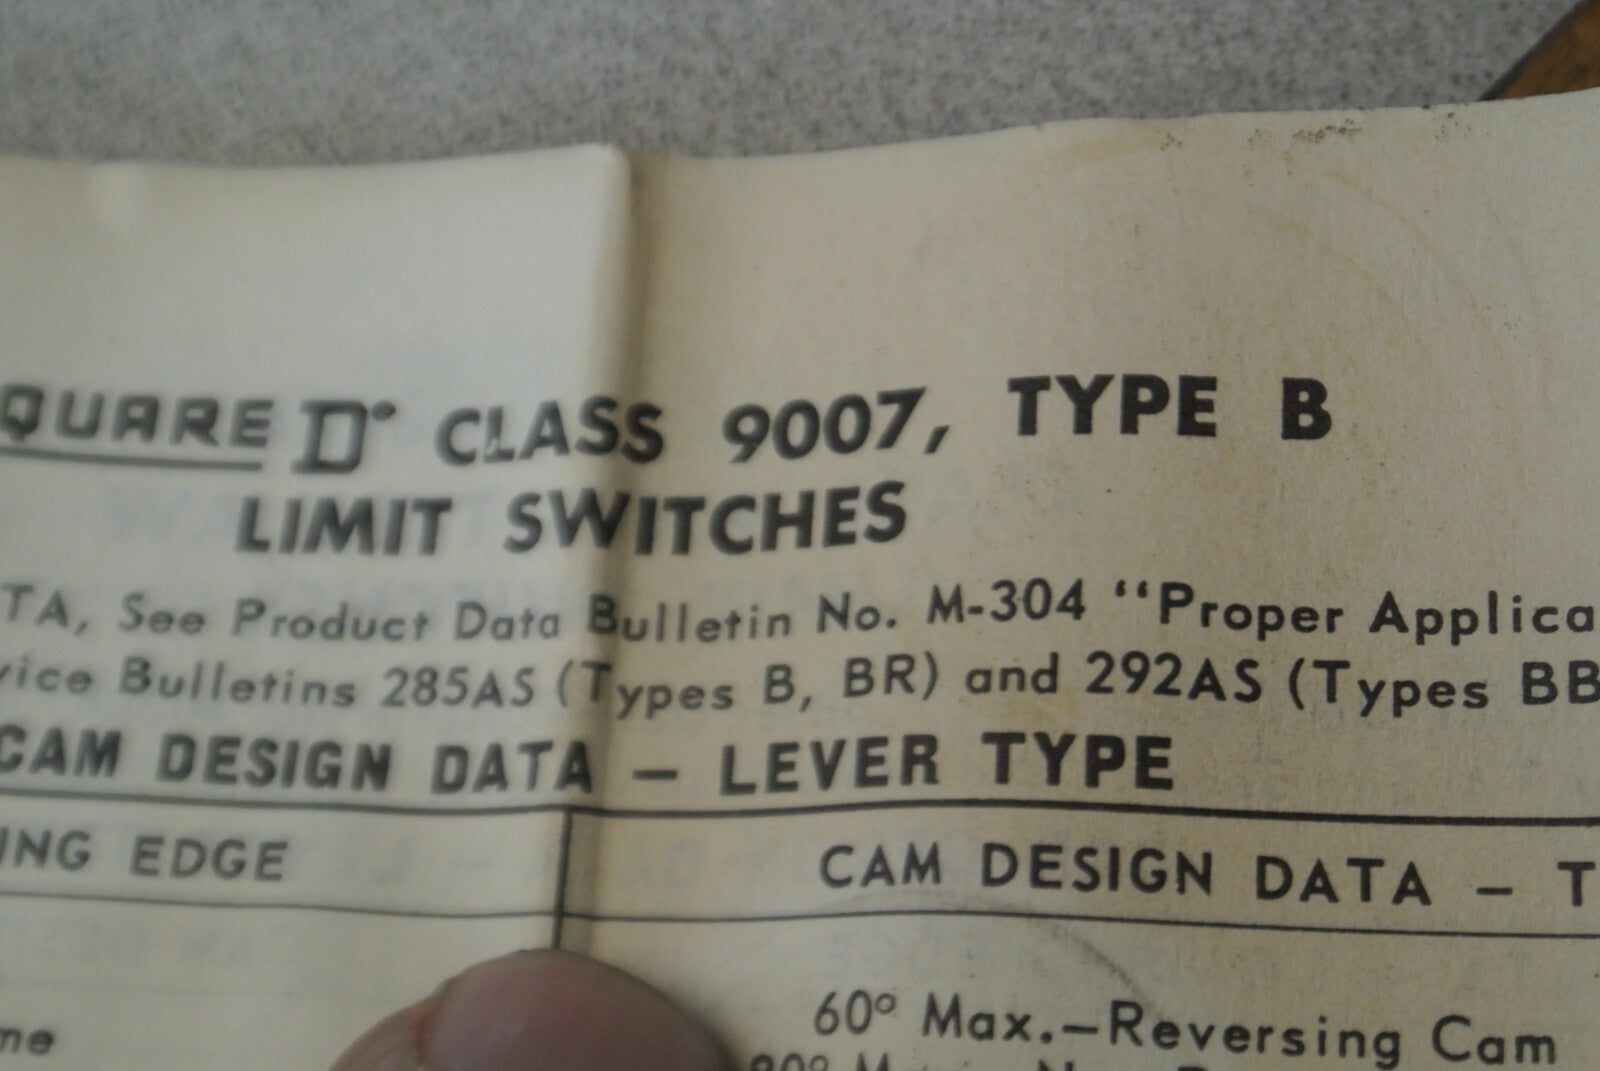 QUARE D® CLASS 9007, TYPE B
LIMIT SWITCHES
TA, See Product Data Bulletin No. M-304 “Proper Applica
vice Bulletins 285AS (Types B, BR) and 292AS (Types BB
CAM DESIGN DATA – LEVER TYPE
ING EDGE
CAM DESIGN DATA – T
60° Max.–Reversing Cam
me